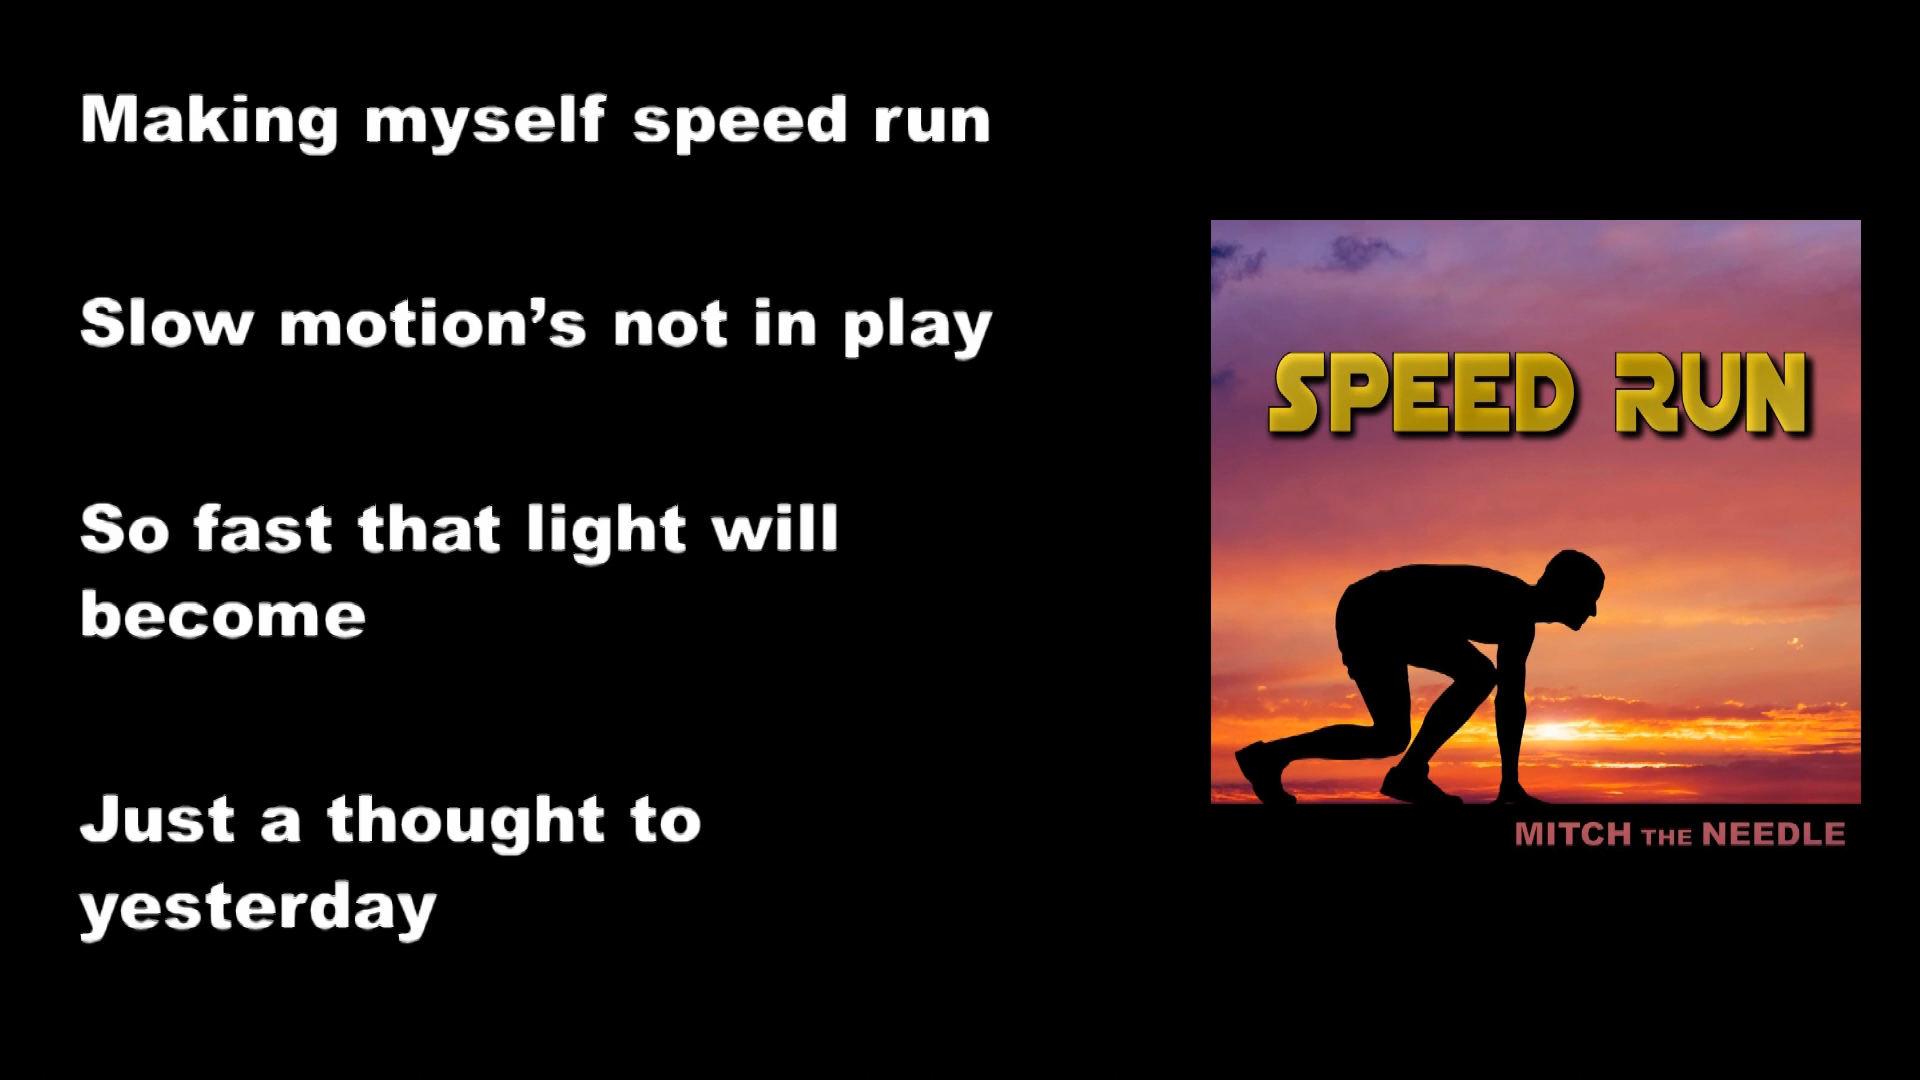 Making myself speed run
Slow motion’s not in play
So fast that light will
become
Just a thought to
yesterday
SPEED RUN
MITCH THE NEEDLE